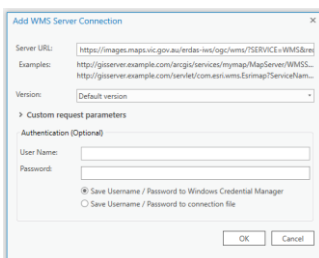 Add WMS Server Connection
Server URL: https://images.maps.vic.gov.au/erdas-iws/ogc/wms/?SERVICE=WMS&re
Examples: http://gisserver.example.com/arcgis/services/mymap/MapServer/WMSS...
http://gisserver.example.com/servlet/com.esri.wms.Esrimap?ServiceNam...
Version: Default version
Custom request parameters
Authentication (Optional)
User Name:
Password:
Save Username / Password to Windows Credential Manager
Save Username / Password to connection file
OK Cancel